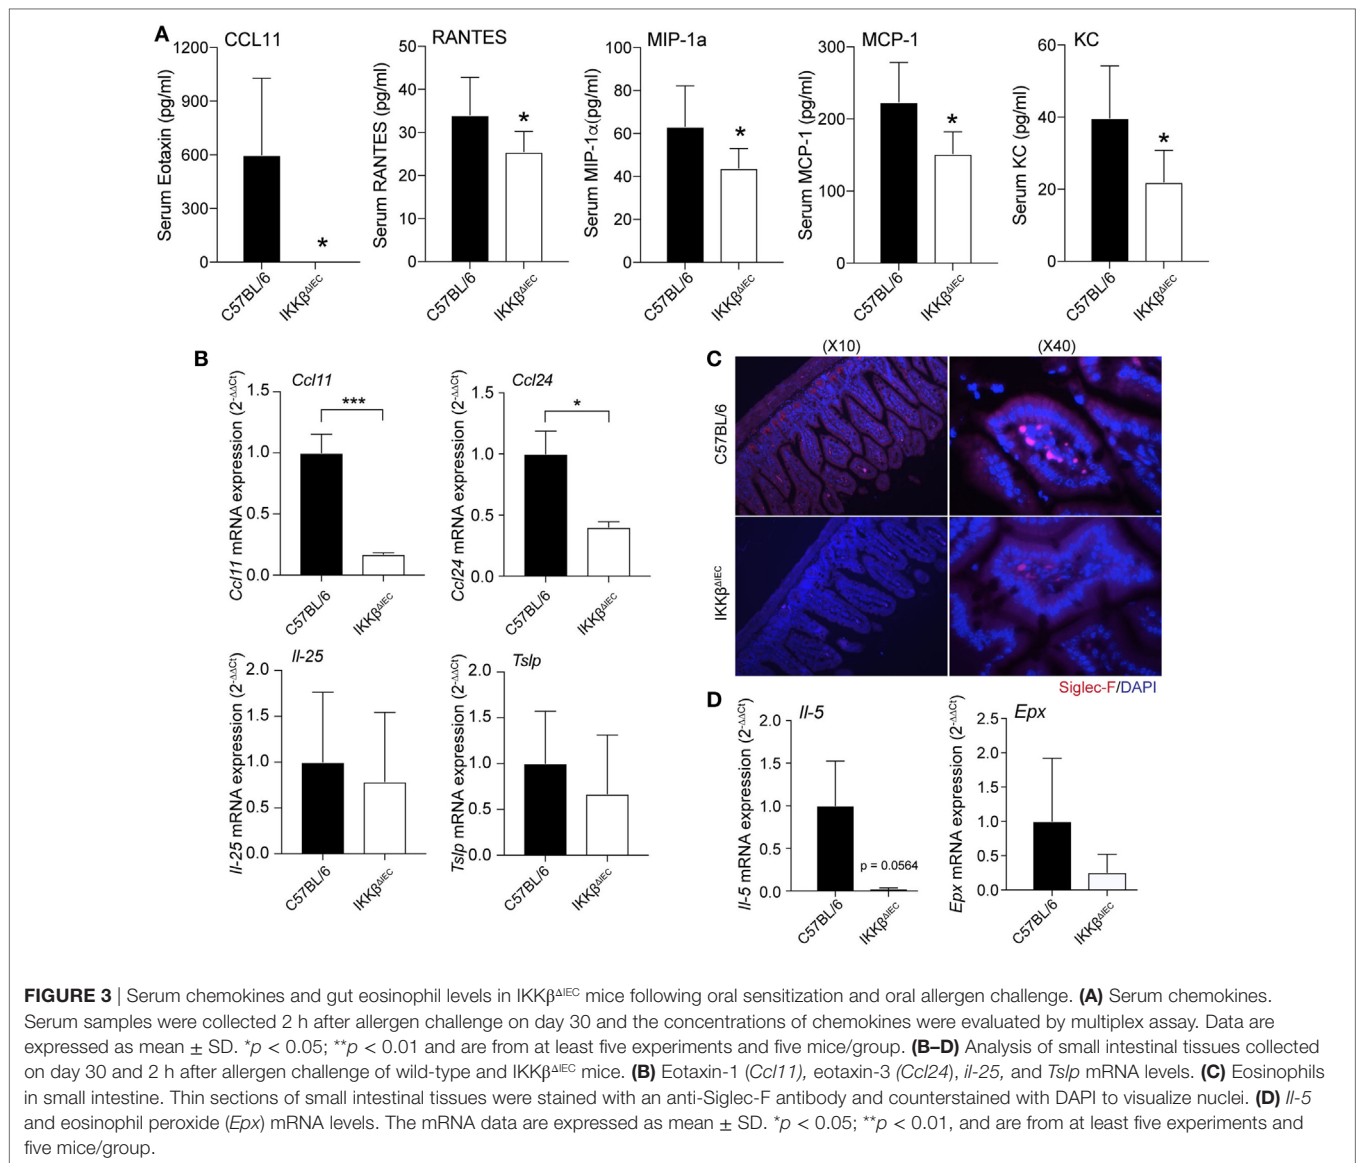 A
CCL11
Serum Eotaxin (pg/ml)
1200
900
600
300
0
*
C57BL/6
IKKβΔIEC
RANTES
Serum RANTES (pg/ml)
50
40
30
20
10
0
*
C57BL/6
IKKβΔIEC
MIP-1a
Serum MIP-1α(pg/ml)
100
80
60
40
20
0
*
C57BL/6
IKKβΔIEC
MCP-1
Serum MCP-1 (pg/ml)
300
200
100
0
*
C57BL/6
IKKβΔIEC
KC
Serum KC (pg/ml)
60
40
20
0
*
C57BL/6
IKKβΔIEC
B
Ccl11
Ccl11 mRNA expression (2-ΔΔCt)
1.5
1.0
0.5
0.0
***
C57BL/6
IKKβΔIEC
Ccl24
Ccl24 mRNA expression (2-ΔΔCt)
1.5
1.0
0.5
0.0
*
C57BL/6
IKKβΔIEC
Il-25
Il-25 mRNA expression (2-ΔΔCt)
2.0
1.5
1.0
0.5
0.0
C57BL/6
IKKβΔIEC
Tslp
Tslp mRNA expression (2-ΔΔCt)
2.0
1.5
1.0
0.5
0.0
C57BL/6
IKKβΔIEC
C
(X10)
(X40)
C57BL/6
IKKβΔIEC
Siglec-F/DAPI
D
Il-5
Il-5 mRNA expression (2-ΔΔCt)
2.0
1.5
1.0
0.5
0.0
p = 0.0564
C57BL/6
IKKβΔIEC
Epx
Epx mRNA expression (2-ΔΔCt)
2.5
2.0
1.5
1.0
0.5
0.0
C57BL/6
IKKβΔIEC
FIGURE 3 | Serum chemokines and gut eosinophil levels in IKKβΔIEC mice following oral sensitization and oral allergen challenge. (A) Serum chemokines.
Serum samples were collected 2 h after allergen challenge on day 30 and the concentrations of chemokines were evaluated by multiplex assay. Data are
expressed as mean ± SD. *p < 0.05; **p < 0.01 and are from at least five experiments and five mice/group. (B–D) Analysis of small intestinal tissues collected
on day 30 and 2 h after allergen challenge of wild-type and IKKβΔIEC mice. (B) Eotaxin-1 (Ccl11), eotaxin-3 (Ccl24), il-25, and Tslp mRNA levels. (C) Eosinophils
in small intestine. Thin sections of small intestinal tissues were stained with an anti-Siglec-F antibody and counterstained with DAPI to visualize nuclei. (D) Il-5
and eosinophil peroxide (Epx) mRNA levels. The mRNA data are expressed as mean ± SD. *p < 0.05; **p < 0.01, and are from at least five experiments and
five mice/group.